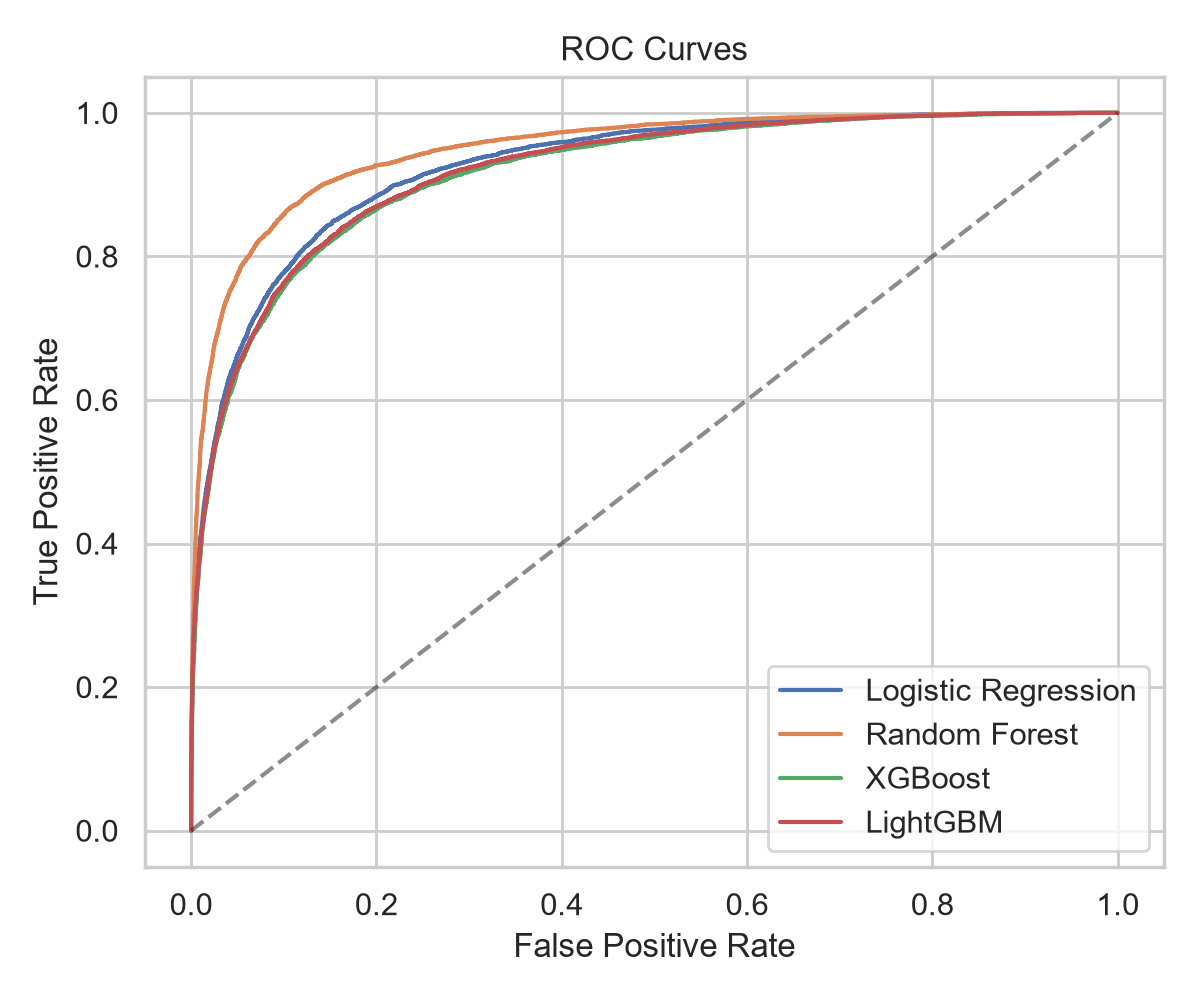 ROC Curves
1.0
0.8
0.6
0.4
0.2
0.0
True Positive Rate
Logistic Regression
Random Forest
XGBoost
LightGBM
0.0 0.2 0.4 0.6 0.8 1.0
False Positive Rate